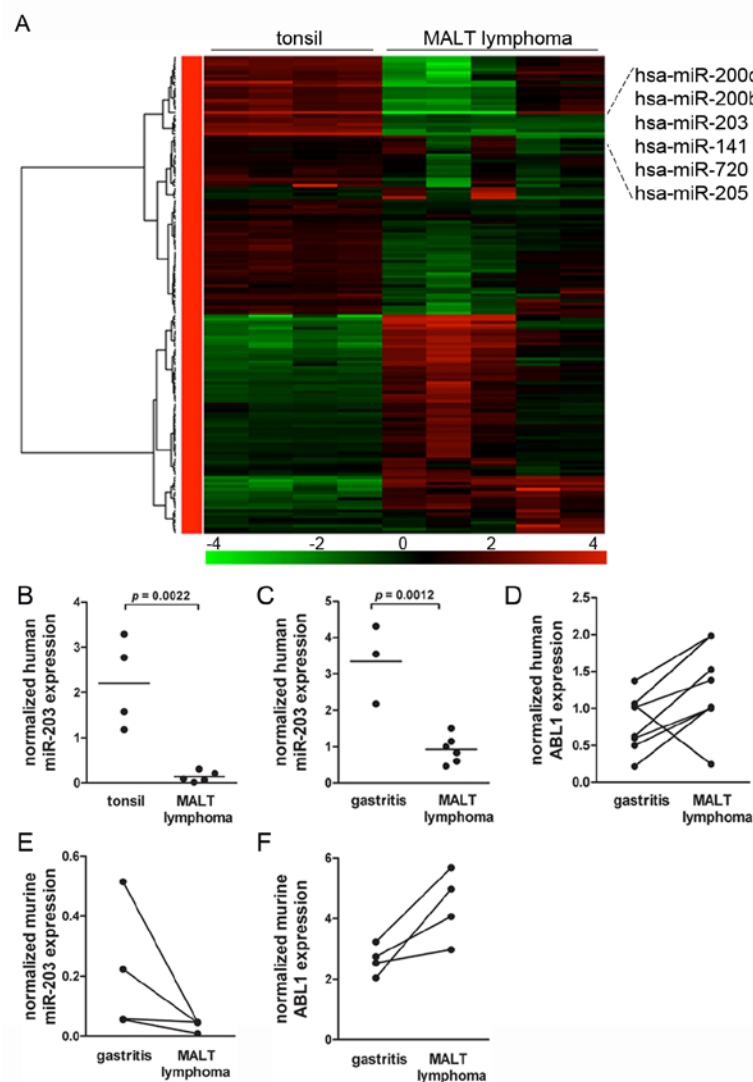 A
tonsil MALT lymphoma
hsa-miR-200c
hsa-miR-200b
hsa-miR-203
hsa-miR-141
hsa-miR-720
hsa-miR-205
-4 -2 0 2 4
B
p = 0.0022
normalized human
miR-203 expression
4
3
2
1
0
tonsil MALT
lymphoma
C
p = 0.0012
normalized human
miR-203 expression
5
4
3
2
1
0
gastritis MALT
lymphoma
D
normalized human
ABL1 expression
2.5
2.0
1.5
1.0
0.5
0.0
gastritis MALT
lymphoma
E
normalized murine
miR-203 expression
0.6
0.4
0.2
0.0
gastritis MALT
lymphoma
F
normalized murine
ABL1 expression
6
4
2
0
gastritis MALT
lymphoma